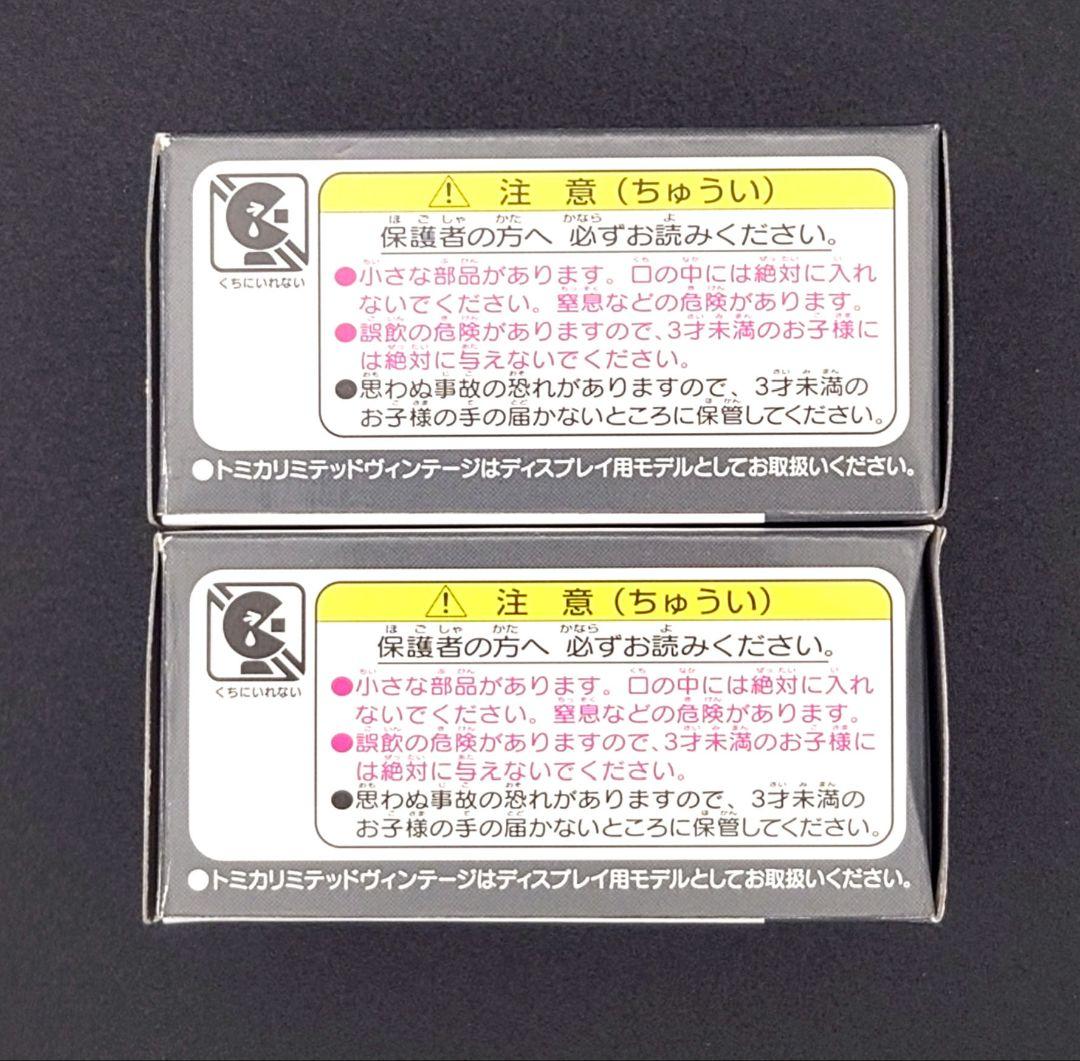 注 意 (ちゅうい)
保護者の方へ 必ずお読みください。
くちにいれない
●小さな部品があります。口の中には絶対に入れ
ないでください。窒息などの危険があります。
●誤飲の危険がありますので、3才未満のお子様に
は絶対に与えないでください。
●思わぬ事故の恐れがありますので、3才未満の
お子様の手の届かないところに保管してください。
●トミカリミテッドヴィンテージはディスプレイ用モデルとしてお取扱いください。
注 意 (ちゅうい)
保護者の方へ 必ずお読みください。
くちにいれない
●小さな部品があります。口の中には絶対に入れ
ないでください。窒息などの危険があります。
●誤飲の危険がありますので、3才未満のお子様に
は絶対に与えないでください。
●思わぬ事故の恐れがありますので、3才未満の
お子様の手の届かないところに保管してください。
●トミカリミテッドヴィンテージはディスプレイ用モデルとしてお取扱いください。